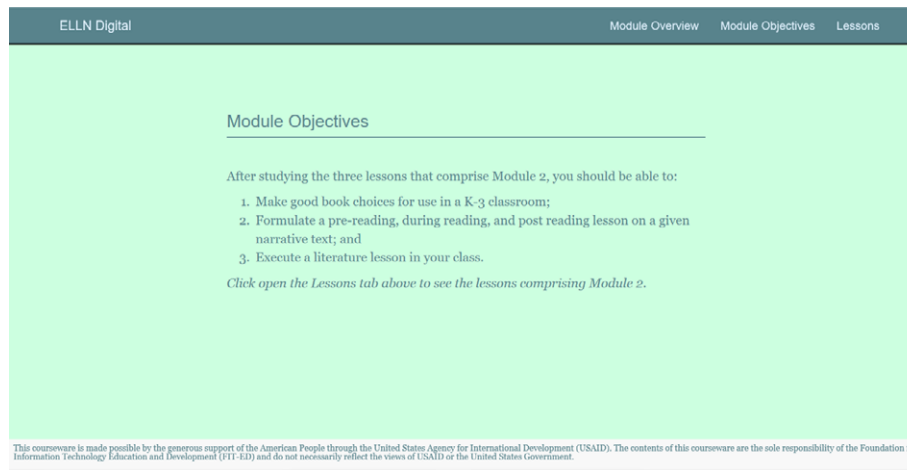 ELLN Digital
Module Overview Module Objectives Lessons
Module Objectives
After studying the three lessons that comprise Module 2, you should be able to:
1. Make good book choices for use in a K-3 classroom;
2. Formulate a pre-reading, during reading, and post reading lesson on a given
narrative text; and
3. Execute a literature lesson in your class.
Click open the Lessons tab above to see the lessons comprising Module 2.
This courseware is made possible by the generous support of the American People through the United States Agency for International Development (USAID). The contents of this courseware are the sole responsibility of the Foundation
Information Technology Education and Development (FIT-ED) and do not necessarily reflect the views of USAID or the United States Government.